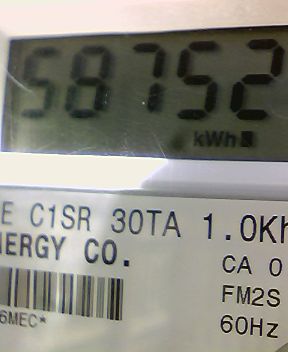 58752
kWh
E C1SR 30TA 1.0Kh
NERGY CO.
CA 0
FM2S
6MEC*
60Hz